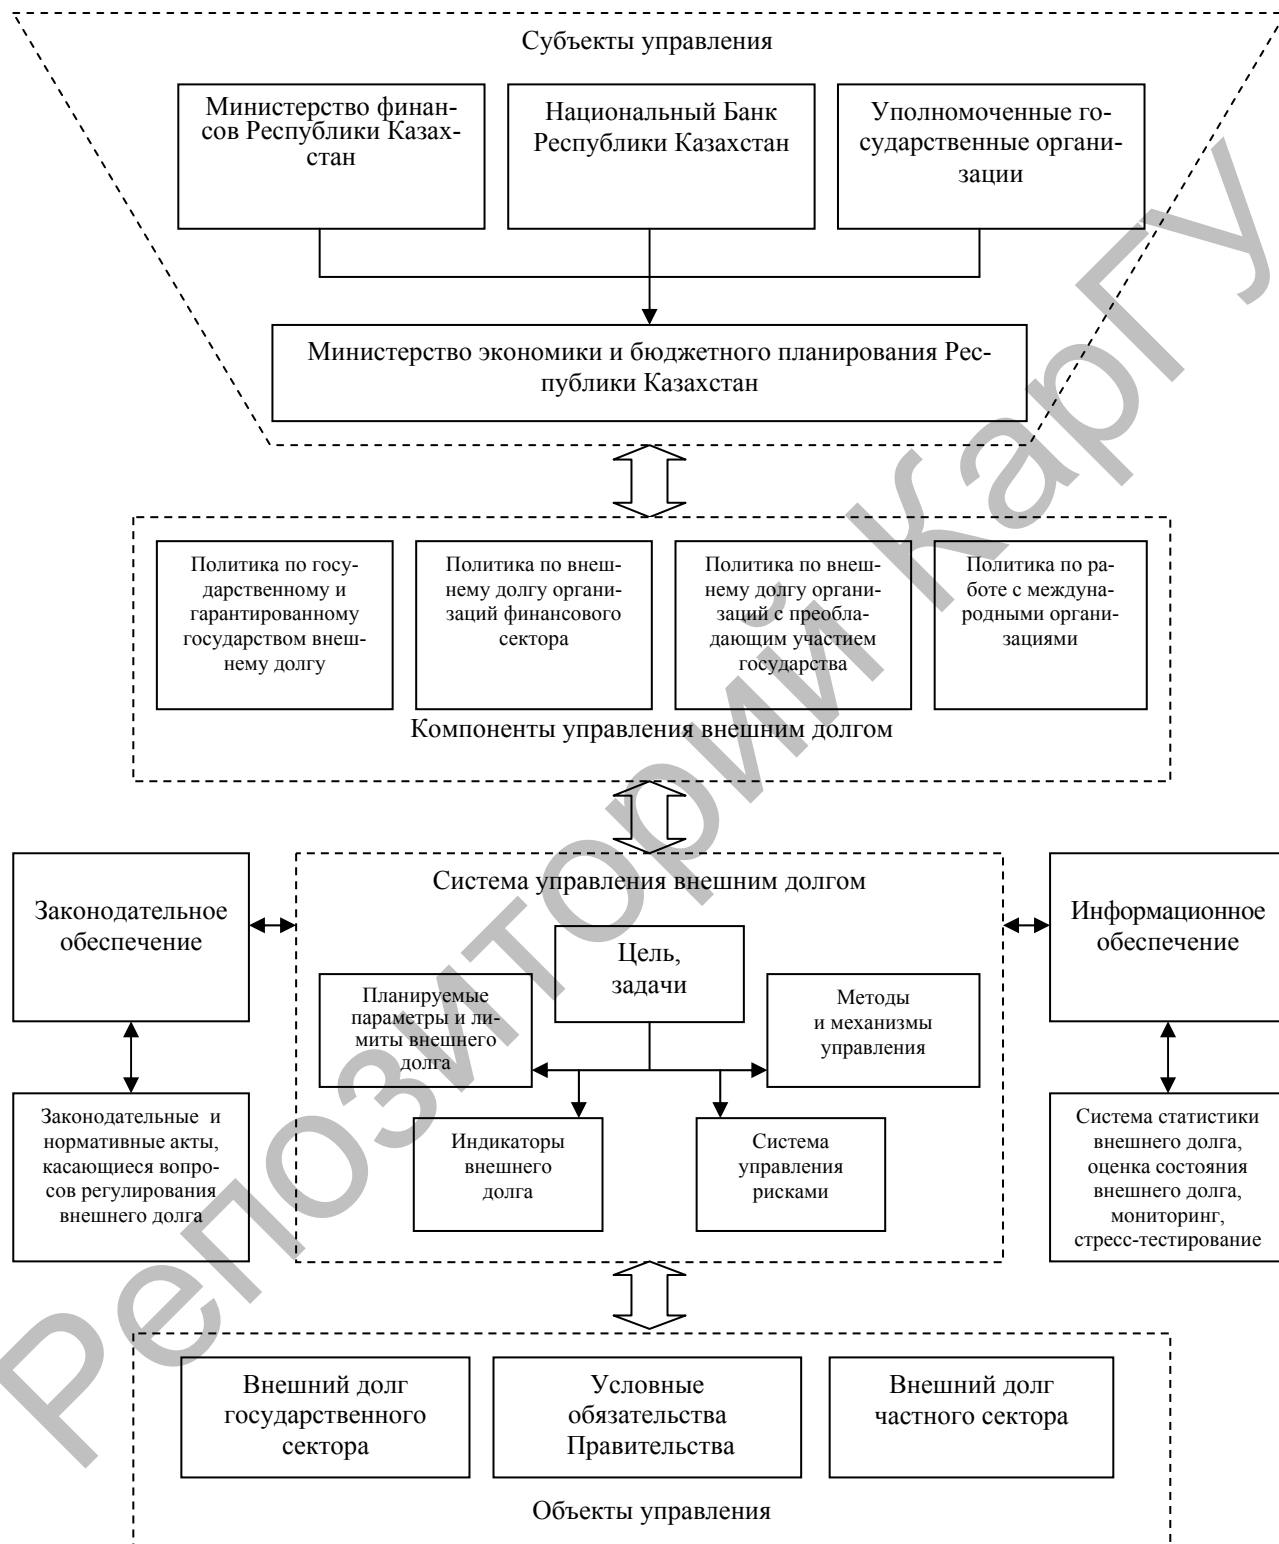 Субъекты управления
Министерство финан-
сов Республики Казах-
стан
Национальный Банк
Республики Казахстан
Уполномоченные го-
сударственные органи-
зации
Министерство экономики и бюджетного планирования Рес-
публики Казахстан
Политика по госу-
дарственному и
гарантированному
государством внеш-
нему долгу
Политика по внеш-
нему долгу органи-
заций финансового
сектора
Политика по внеш-
нему долгу органи-
заций с преобла-
дающим участием
государства
Политика по ра-
боте с междуна-
родными органи-
зациями
Компоненты управления внешним долгом
Законодательное
обеспечение
Система управления внешним долгом
Информационное
обеспечение
Цель,
задачи
Планируемые
параметры и ли-
миты внешнего
долга
Методы
и механизмы
управления
Законодательные и
нормативные акты,
касающиеся вопро-
сов регулирования
внешнего долга
Индикаторы
внешнего
долга
Система
управления
рисками
Система статистики
внешнего долга,
оценка состояния
внешнего долга,
мониторинг,
стресс-тестирование
Внешний долг
государственного
сектора
Условные
обязательства
Правительства
Внешний долг
частного сектора
Объекты управления
Репозиторий КарГУ